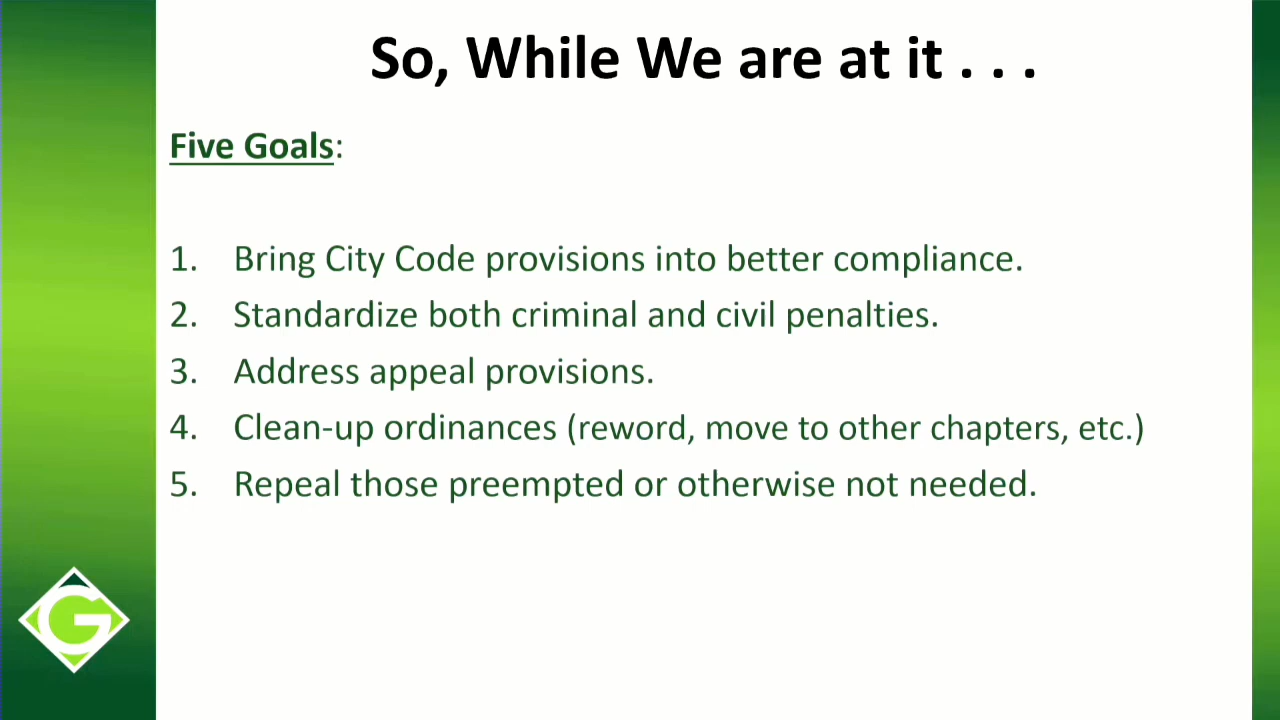 So, While We are at it . . .
Five Goals:
1. Bring City Code provisions into better compliance.
2. Standardize both criminal and civil penalties.
3. Address appeal provisions.
4. Clean-up ordinances (reword, move to other chapters, etc.)
5. Repeal those preempted or otherwise not needed.
G